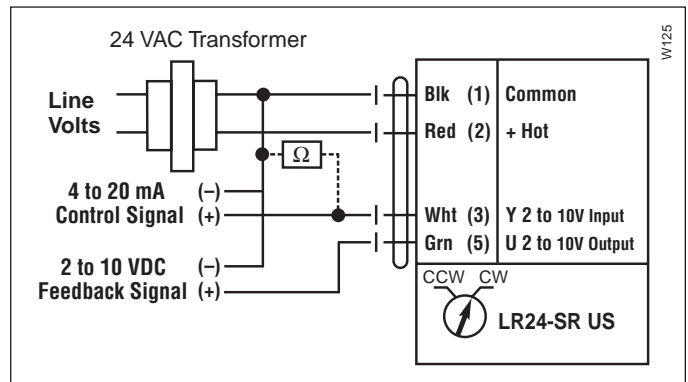 24 VAC Transformer
W125
Line
Volts
Blk (1) Common
Red (2) + Hot
Ω
4 to 20 mA (–)
Control Signal (+)
Wht (3) Y 2 to 10V Input
Grn (5) U 2 to 10V Output
2 to 10 VDC (–)
Feedback Signal (+)
CCW CW
LR24-SR US